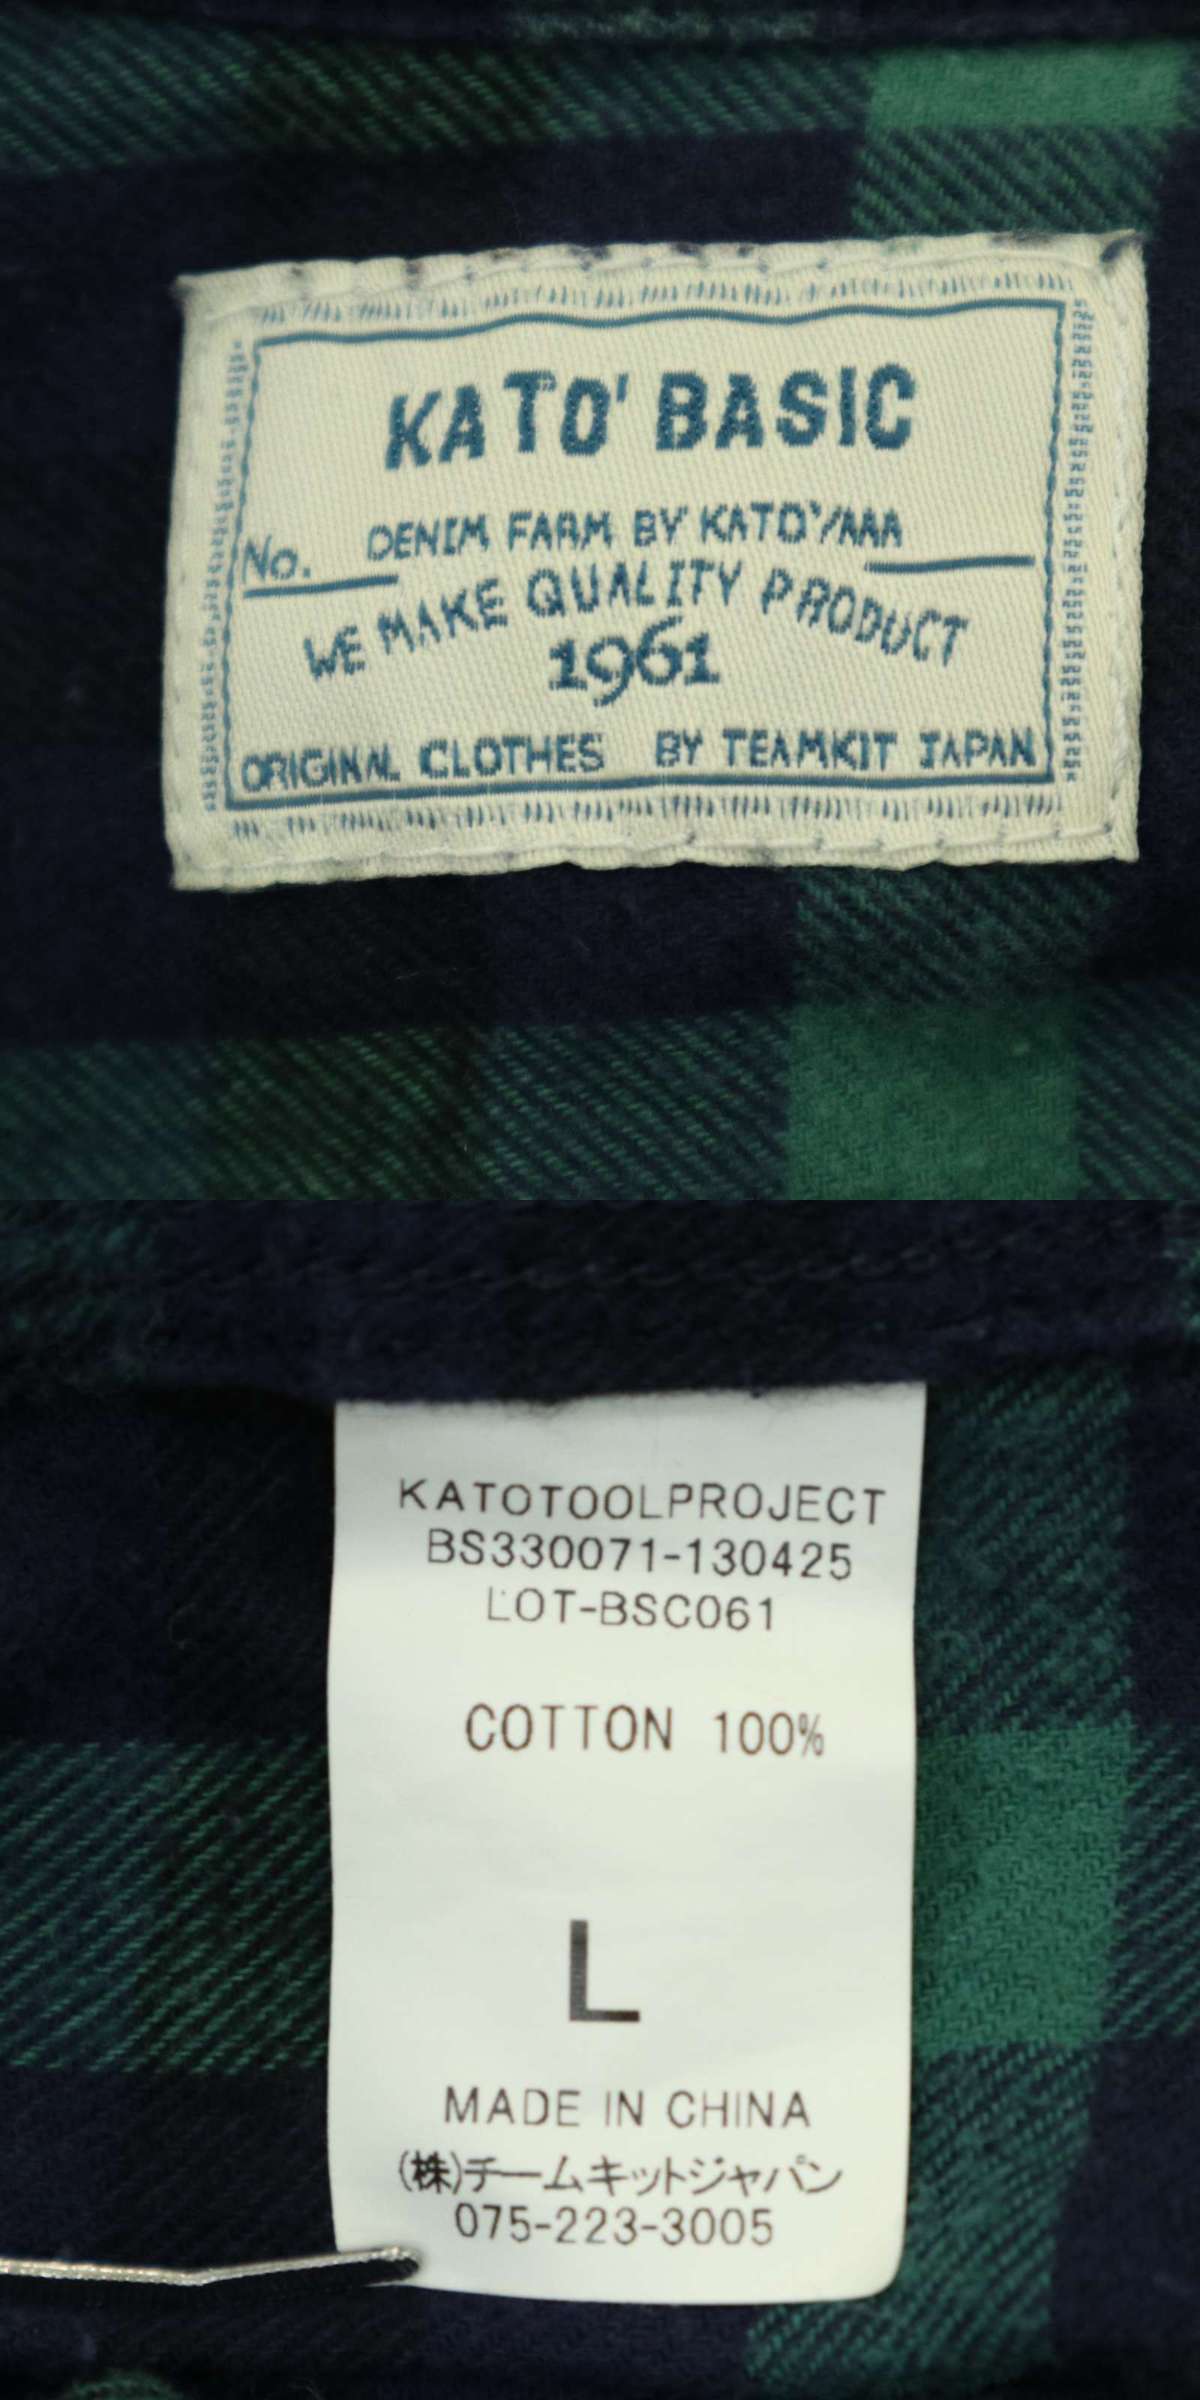 KATO' BASIC
No. DENIM FARM BY KATO'/AAA
WE MAKE QUALITY PRODUCT
1961
ORIGINAL CLOTHES BY TEAMKIT JAPAN
KATOTOOLPROJECT
BS330071-130425
LOT-BSC061
COTTON 100%
L
MADE IN CHINA
(株)チームキットジャパン
075-223-3005